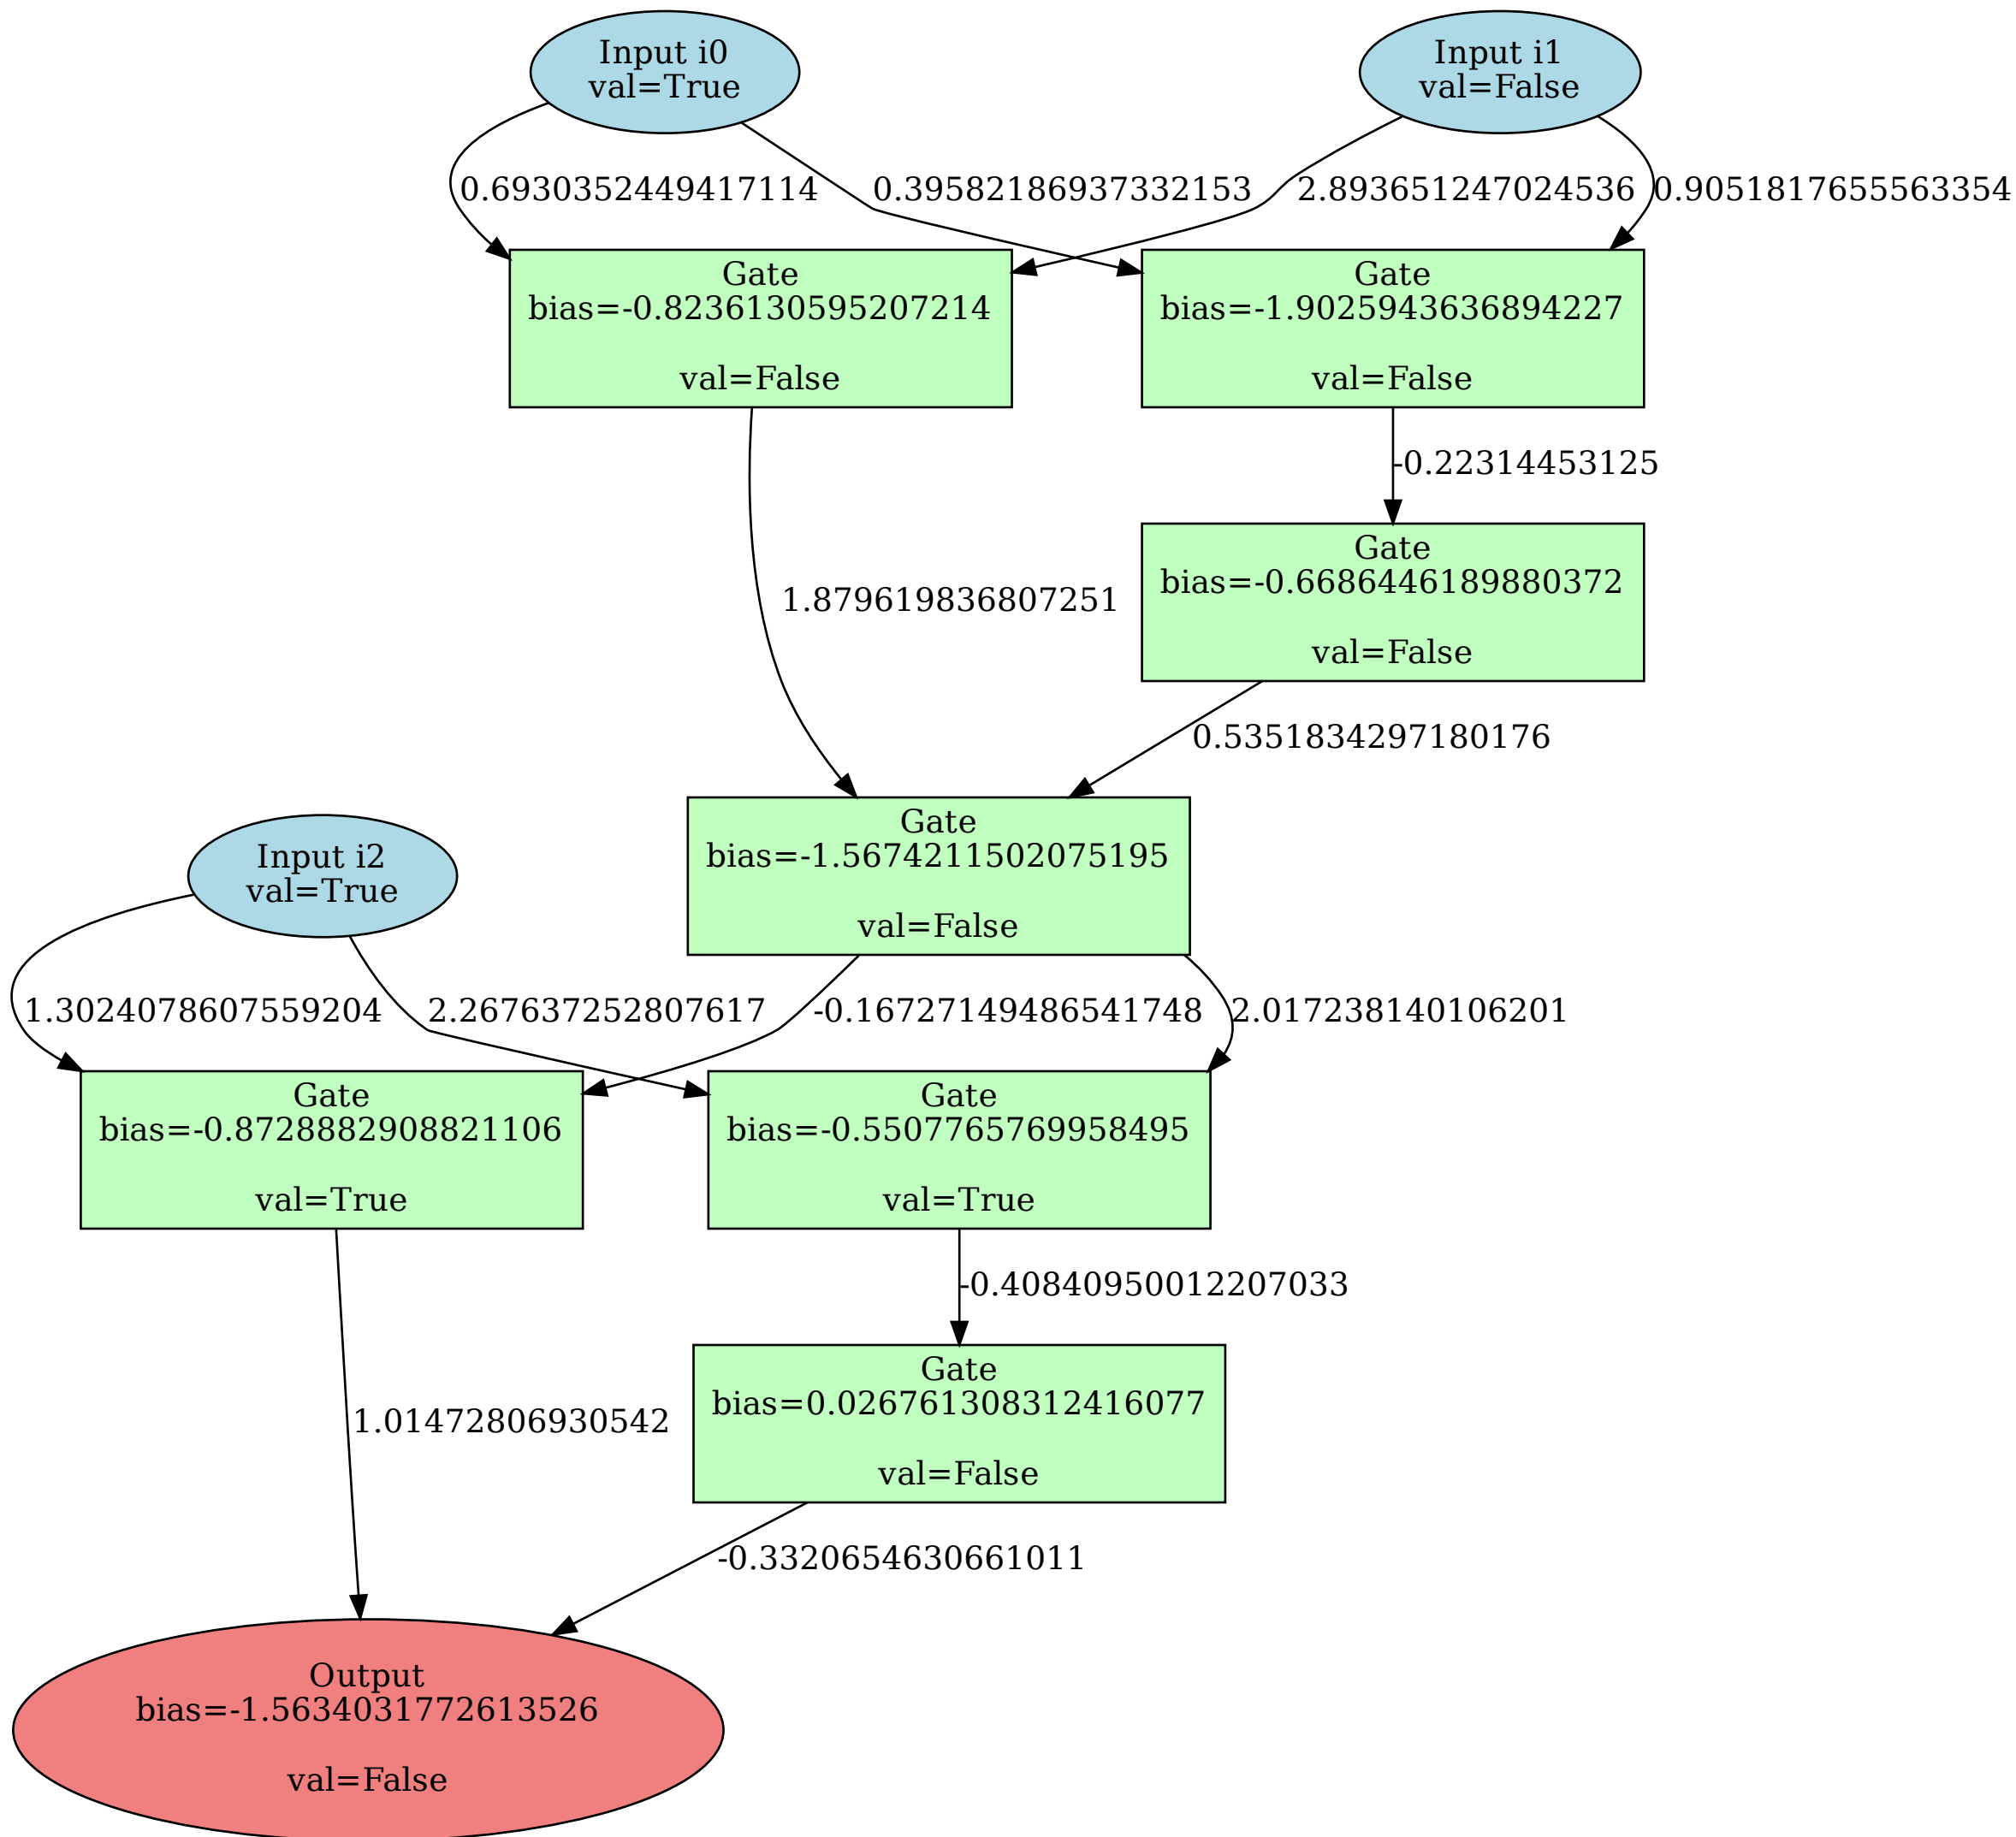 Input i0
val=True
Input i1
val=False
0.6930352449417114
0.39582186937332153
2.893651247024536
0.9051817655563354
Gate
bias=-0.8236130595207214
val=False
Gate
bias=-1.9025943636894227
val=False
-0.22314453125
Gate
bias=-0.6686446189880372
val=False
1.879619836807251
0.5351834297180176
Gate
bias=-1.5674211502075195
val=False
Input i2
val=True
1.3024078607559204
2.267637252807617
-0.16727149486541748
2.017238140106201
Gate
bias=-0.8728882908821106
val=True
Gate
bias=-0.5507765769958495
val=True
-0.40840950012207033
Gate
bias=0.026761308312416077
val=False
1.01472806930542
-0.3320654630661011
Output
bias=-1.5634031772613526
val=False